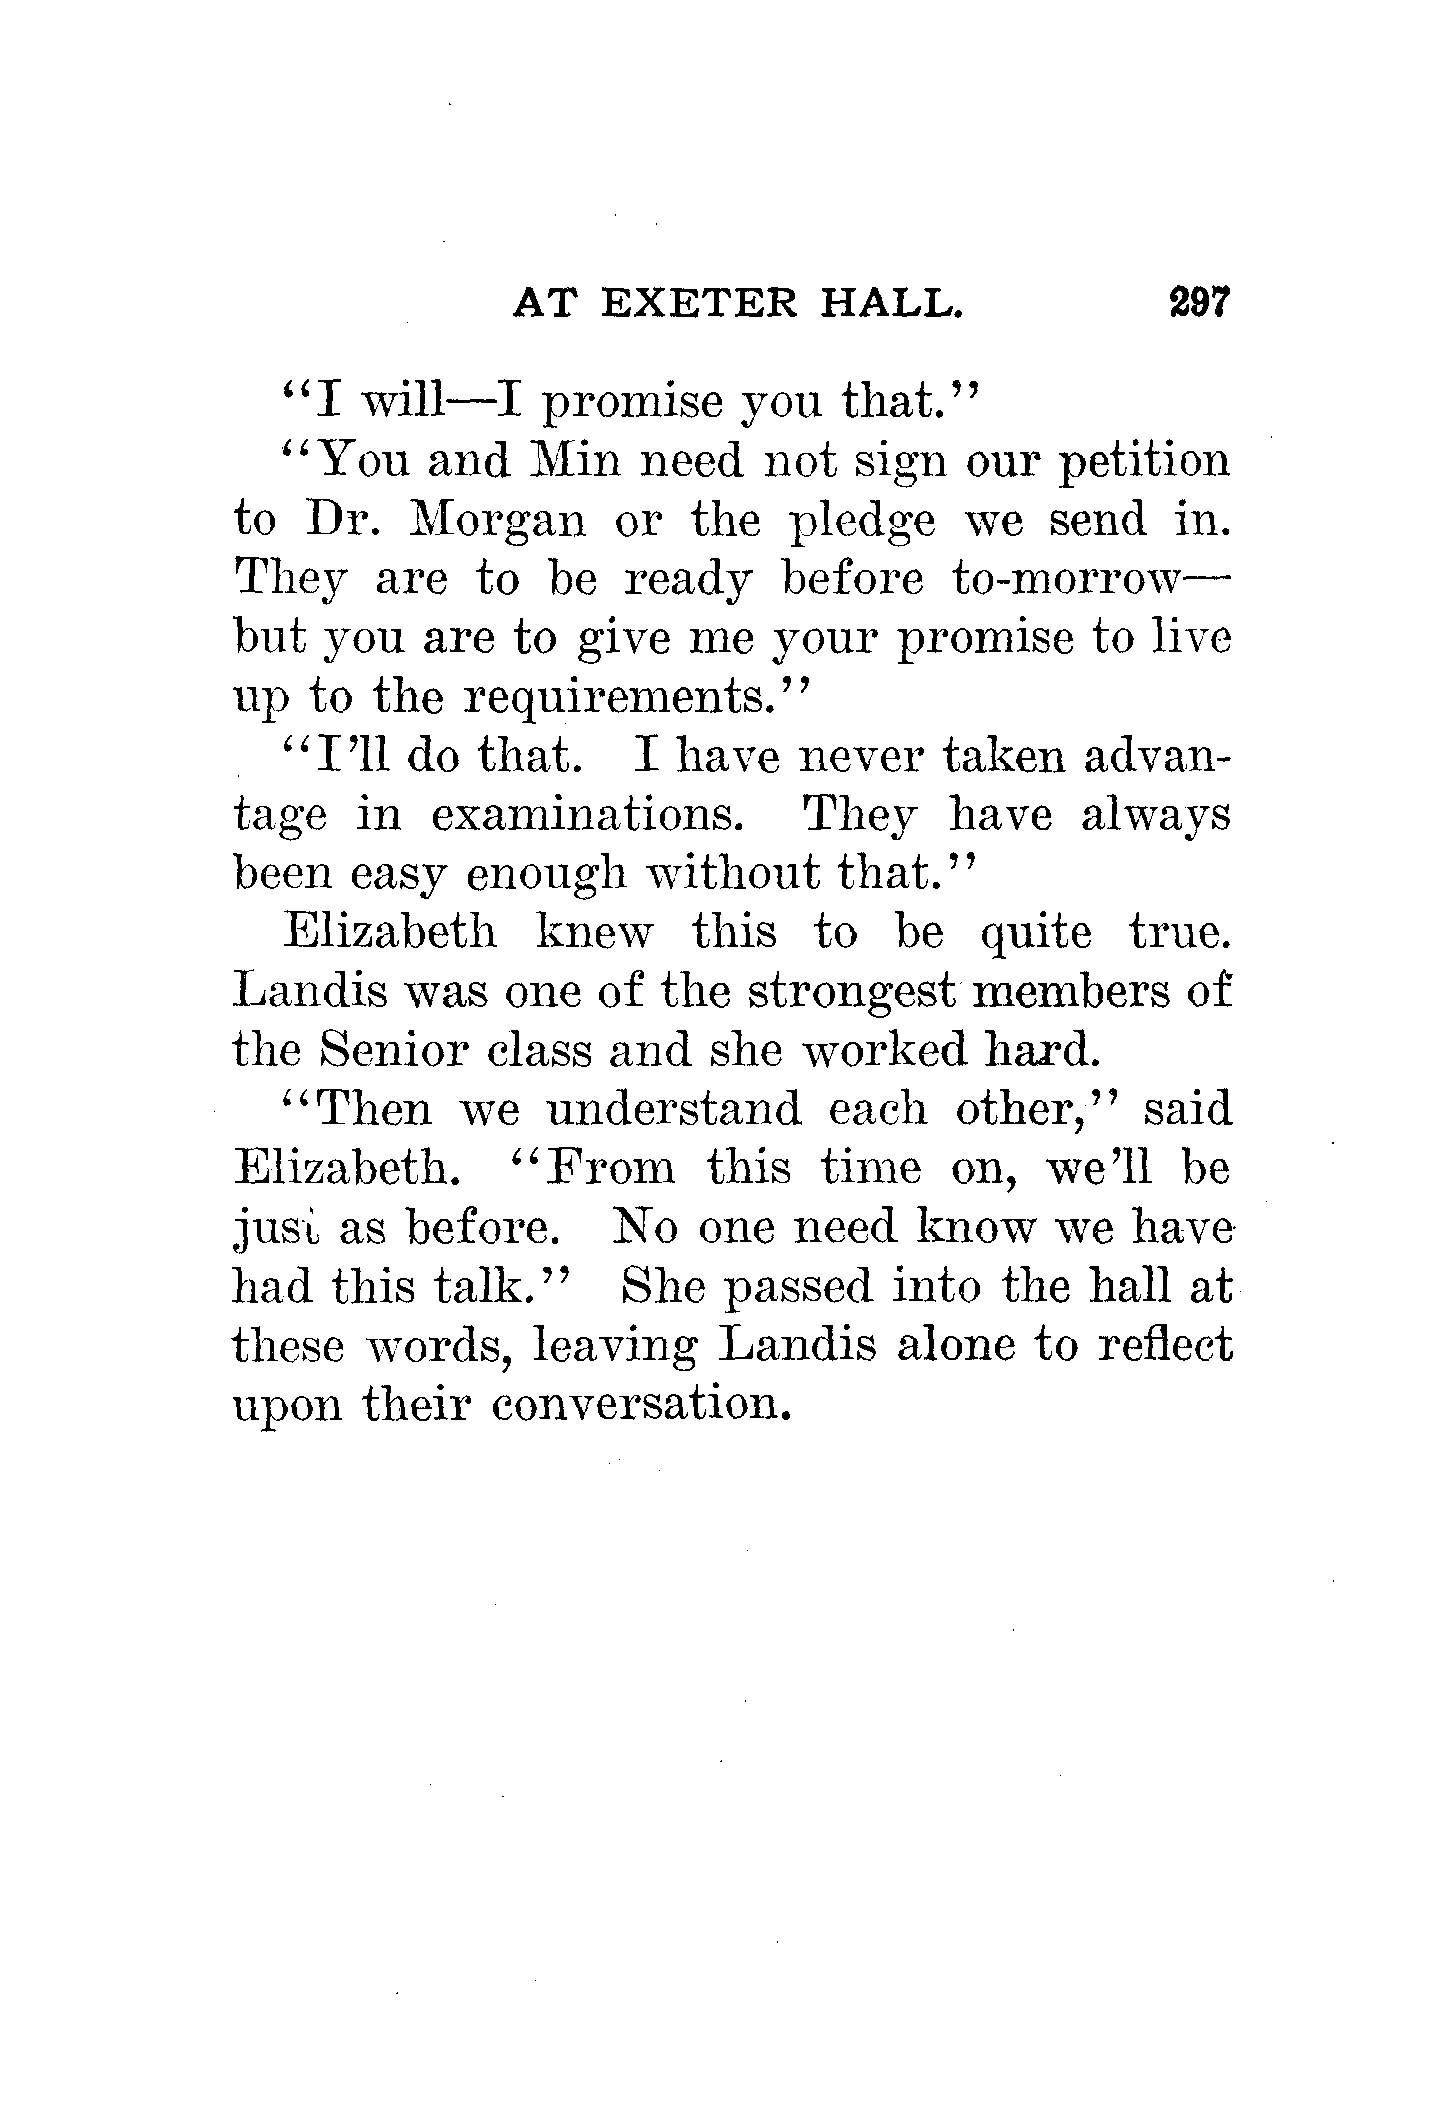 AT EXETER HALL. 297
"I will—I promise you that."
"You and Min need not sign our petition
to Dr. Morgan or the pledge we send in.
They are to be ready before to-morrow—
but you are to give me your promise to live
up to the requirements."
"I'll do that. I have never taken advan-
tage in examinations. They have always
been easy enough without that."
Elizabeth knew this to be quite true.
Landis was one of the strongest members of
the Senior class and she worked hard.
"Then we understand each other," said
Elizabeth. "From this time on, we'll be
just as before. No one need know we have
had this talk." She passed into the hall at
these words, leaving Landis alone to reflect
upon their conversation.